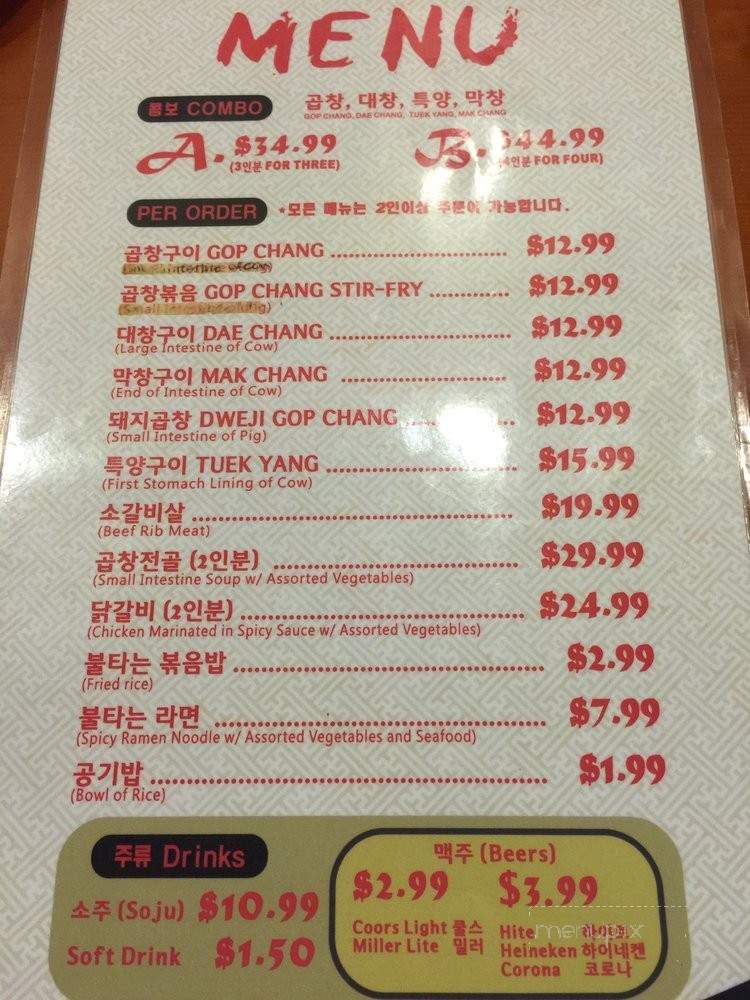 MENU
콤보 COMBO
곱창, 대창, 특양, 막창
GOP CHANG, DAE CHANG, TUEK YANG, MAK CHANG
A. $34.99 B. $44.99
(3인분 FOR THREE) (4인분 FOR FOUR)
PER ORDER *모든 메뉴는 2인이상 주문이 가능합니다.
곱창구이 GOP CHANG $12.99
곱창볶음 GOP CHANG STIR-FRY $12.99
(Small
대창구이 DAE CHANG $12.99
(Large Intestine of Cow)
막창구이 MAK CHANG $12.99
(End of Intestine of Cow)
돼지곱창 DWEJI GOP CHANG $12.99
(Small Intestine of Pig)
특양구이 TUEK YANG $15.99
(First Stomach Lining of Cow)
소갈비살 $19.99
(Beef Rib Meat)
곱창전골 (2인분) $29.99
(Small Intestine Soup w/ Assorted Vegetables)
닭갈비 (2인분) $24.99
(Chicken Marinated in Spicy Sauce w/ Assorted Vegetables)
불타는 볶음밥 $2.99
(Fried rice)
불타는 라면 $7.99
(Spicy Ramen Noodle w/ Assorted Vegetables and Seafood)
공기밥 $1.99
(Bowl of Rice)
주류 Drinks
소주 (Soju) $10.99
Soft Drink $1.50
맥주 (Beers)
$2.99 $3.99
Coors Light 쿨스
Miller Lite 밀러
Hite
Heineken 하이네켄
Corona 코로나
menupix